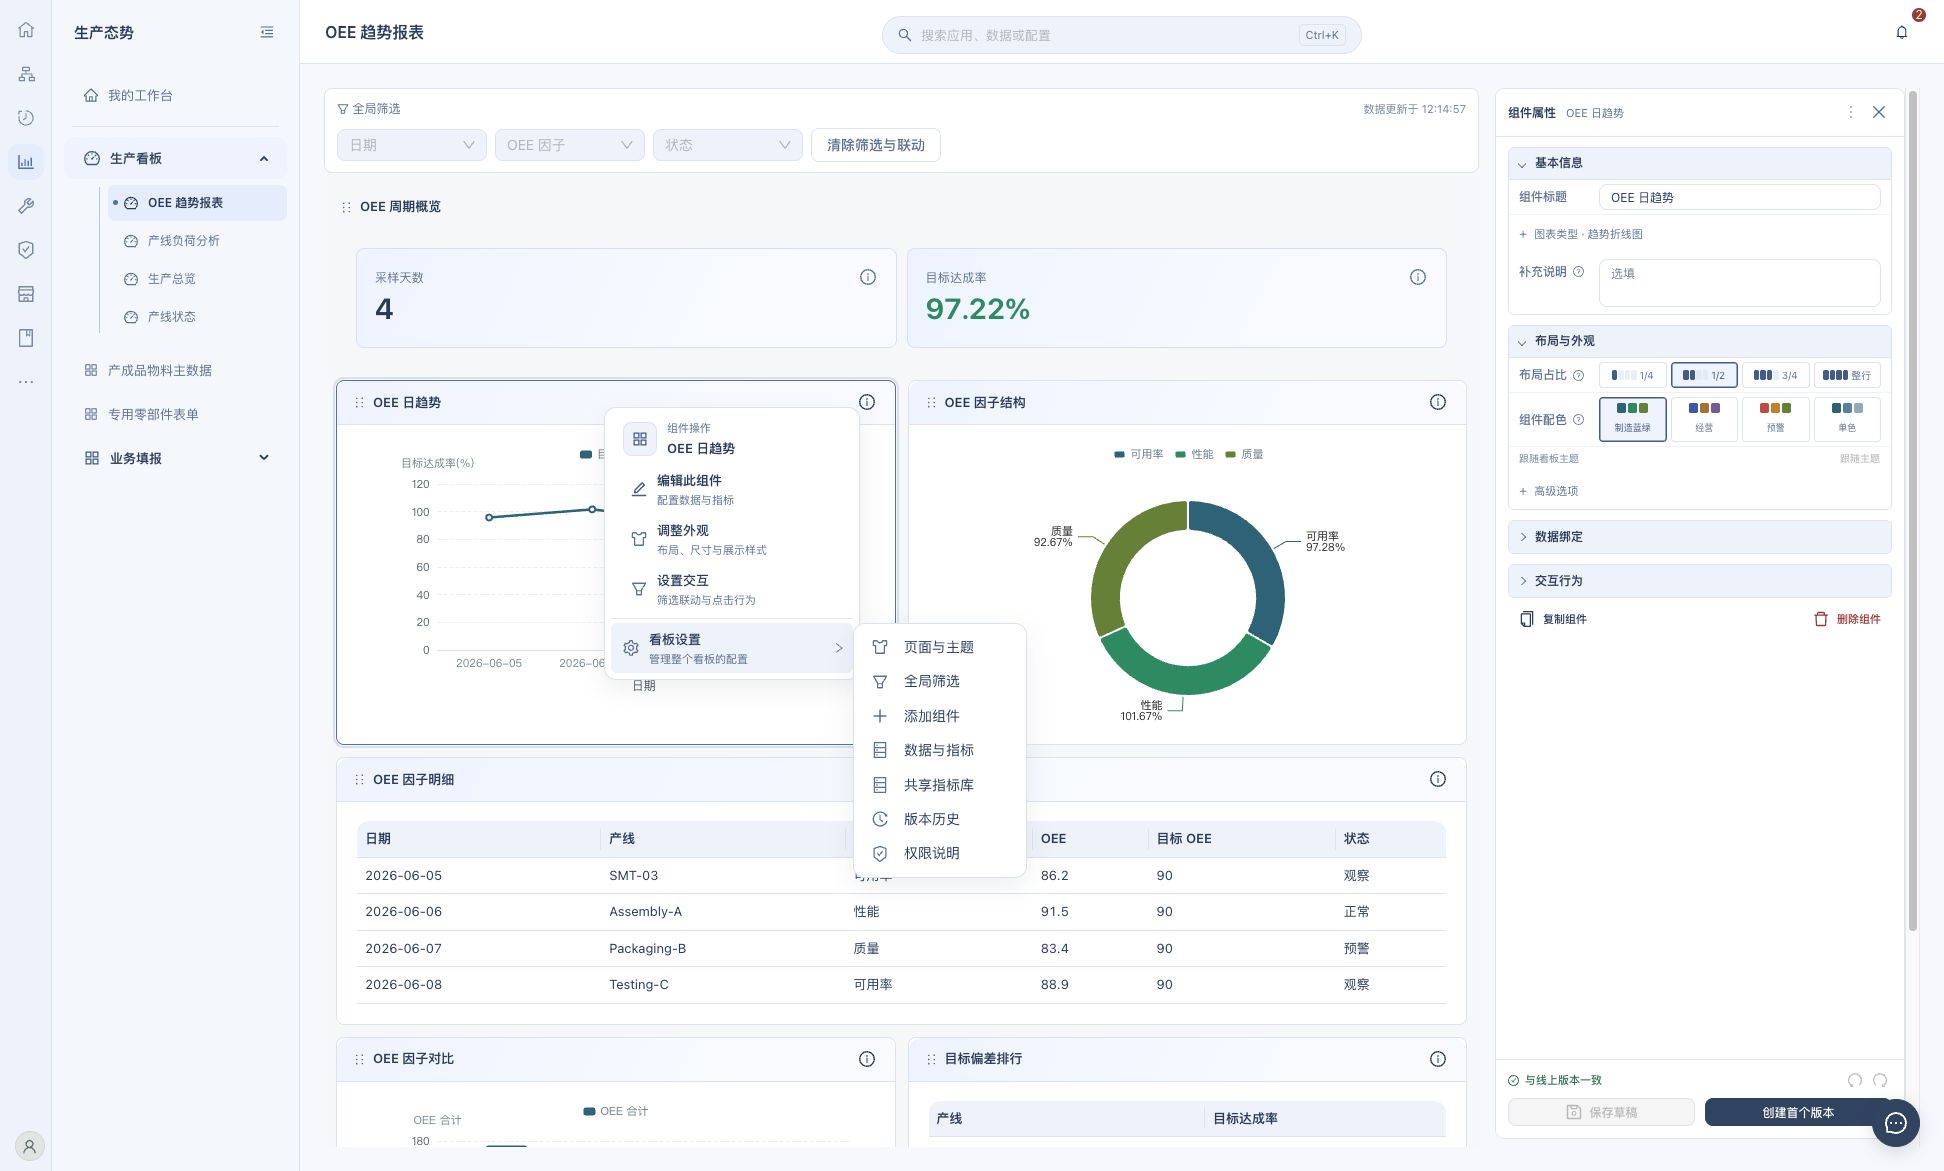 生产态势
OEE 趋势报表
搜索应用、数据或配置
Ctrl+K
2
我的工作台
生产看板
OEE 趋势报表
产线负荷分析
生产总览
产线状态
产成品物料主数据
专用零部件表单
业务填报
全局筛选
数据更新于 12:14:57
日期
OEE 因子
状态
清除筛选与联动
OEE 周期概览
采样天数
4
目标达成率
97.22%
OEE 日趋势
目标达成率(%)
120
100
80
60
40
20
0
2026-06-05
2026-06
日期
组件操作
OEE 日趋势
编辑此组件
配置数据与指标
调整外观
布局、尺寸与展示样式
设置交互
筛选联动与点击行为
看板设置
管理整个看板的配置
页面与主题
全局筛选
添加组件
数据与指标
共享指标库
版本历史
权限说明
OEE 因子结构
可用率
性能
质量
质量
92.67%
可用率
97.28%
性能
101.67%
OEE 因子明细
日期 产线 OEE 目标 OEE 状态
2026-06-05 SMT-03 可用率 86.2 90 观察
2026-06-06 Assembly-A 性能 91.5 90 正常
2026-06-07 Packaging-B 质量 83.4 90 预警
2026-06-08 Testing-C 可用率 88.9 90 观察
OEE 因子对比
OEE 合计
OEE 合计
180
目标偏差排行
产线 目标达成率
组件属性 OEE 日趋势
基本信息
组件标题 OEE 日趋势
+ 图表类型 · 趋势折线图
补充说明 选填
布局与外观
布局占比 1/4 1/2 3/4 整行
组件配色 制造蓝绿 经营 预警 单色
跟随看板主题 跟随主题
+ 高级选项
数据绑定
交互行为
复制组件 删除组件
与线上版本一致
保存草稿 创建首个版本